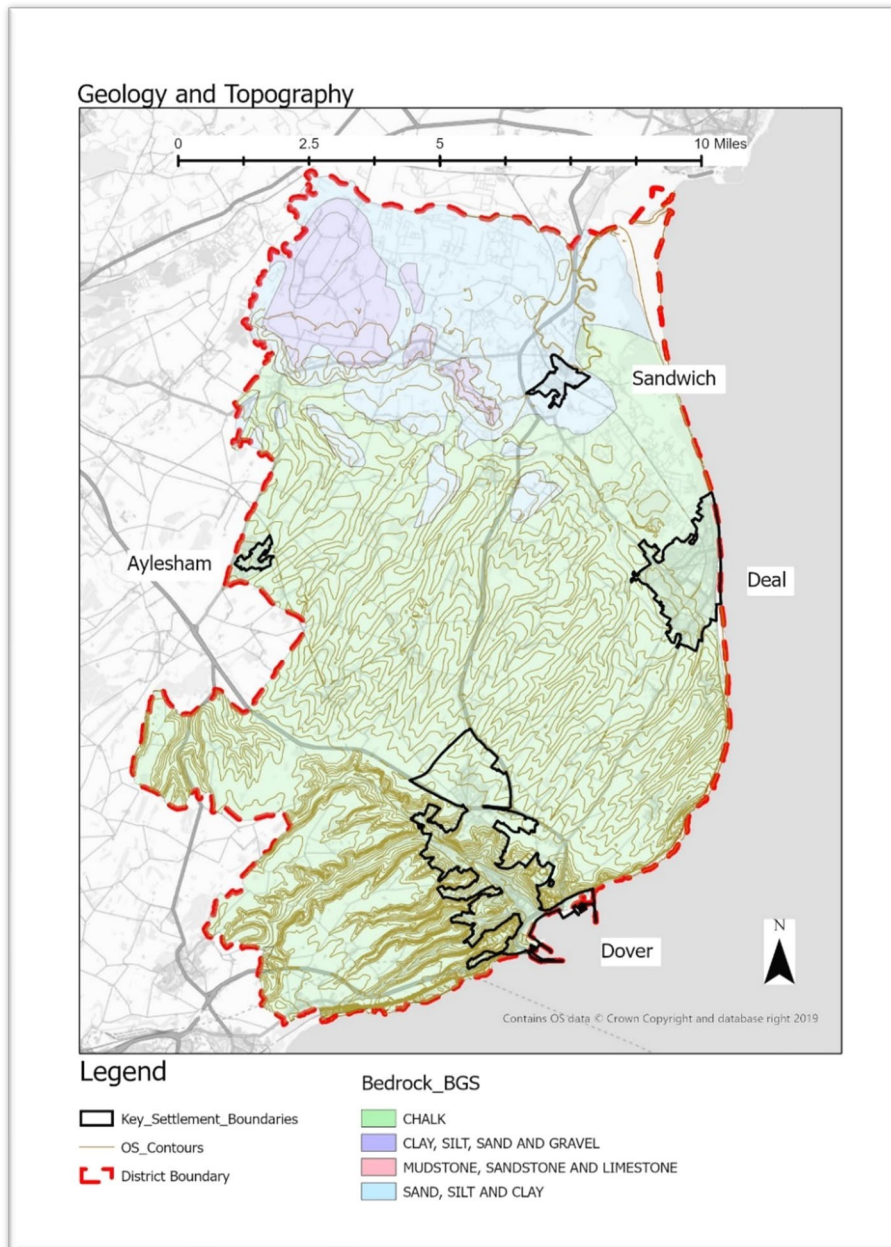 Geology and Topography
0 2.5 5 10 Miles
Sandwich
Aylesham
Deal
Dover
N
Contains OS data © Crown Copyright and database right 2019
Legend
Key_Settlement_Boundaries
OS_Contours
District Boundary
Bedrock_BGS
CHALK
CLAY, SILT, SAND AND GRAVEL
MUDSTONE, SANDSTONE AND LIMESTONE
SAND, SILT AND CLAY